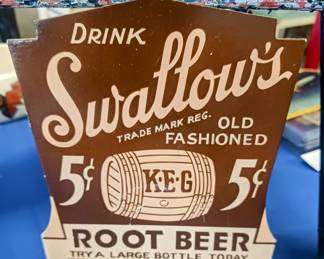 DRINK
Swallow's
TRADE MARK REG.
OLD
FASHIONED
5¢ K-E-G 5¢
ROOT BEER
TRY A LARGE BOTTLE TODAY